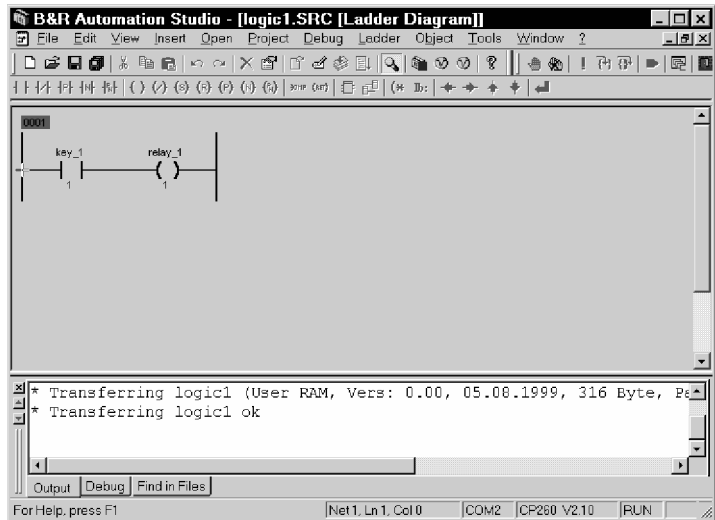 B&R Automation Studio - [logic1.SRC [Ladder Diagram]]
File Edit View Insert Open Project Debug Ladder Object Tools Window ?
0001
key_1 relay_1
1 1
* Transferring logic1 (User RAM, Vers: 0.00, 05.08.1999, 316 Byte, Pa
* Transferring logic1 ok
Output Debug Find in Files
For Help, press F1 Net 1, Ln 1, Col 0 COM2 CP260 V2.10 RUN